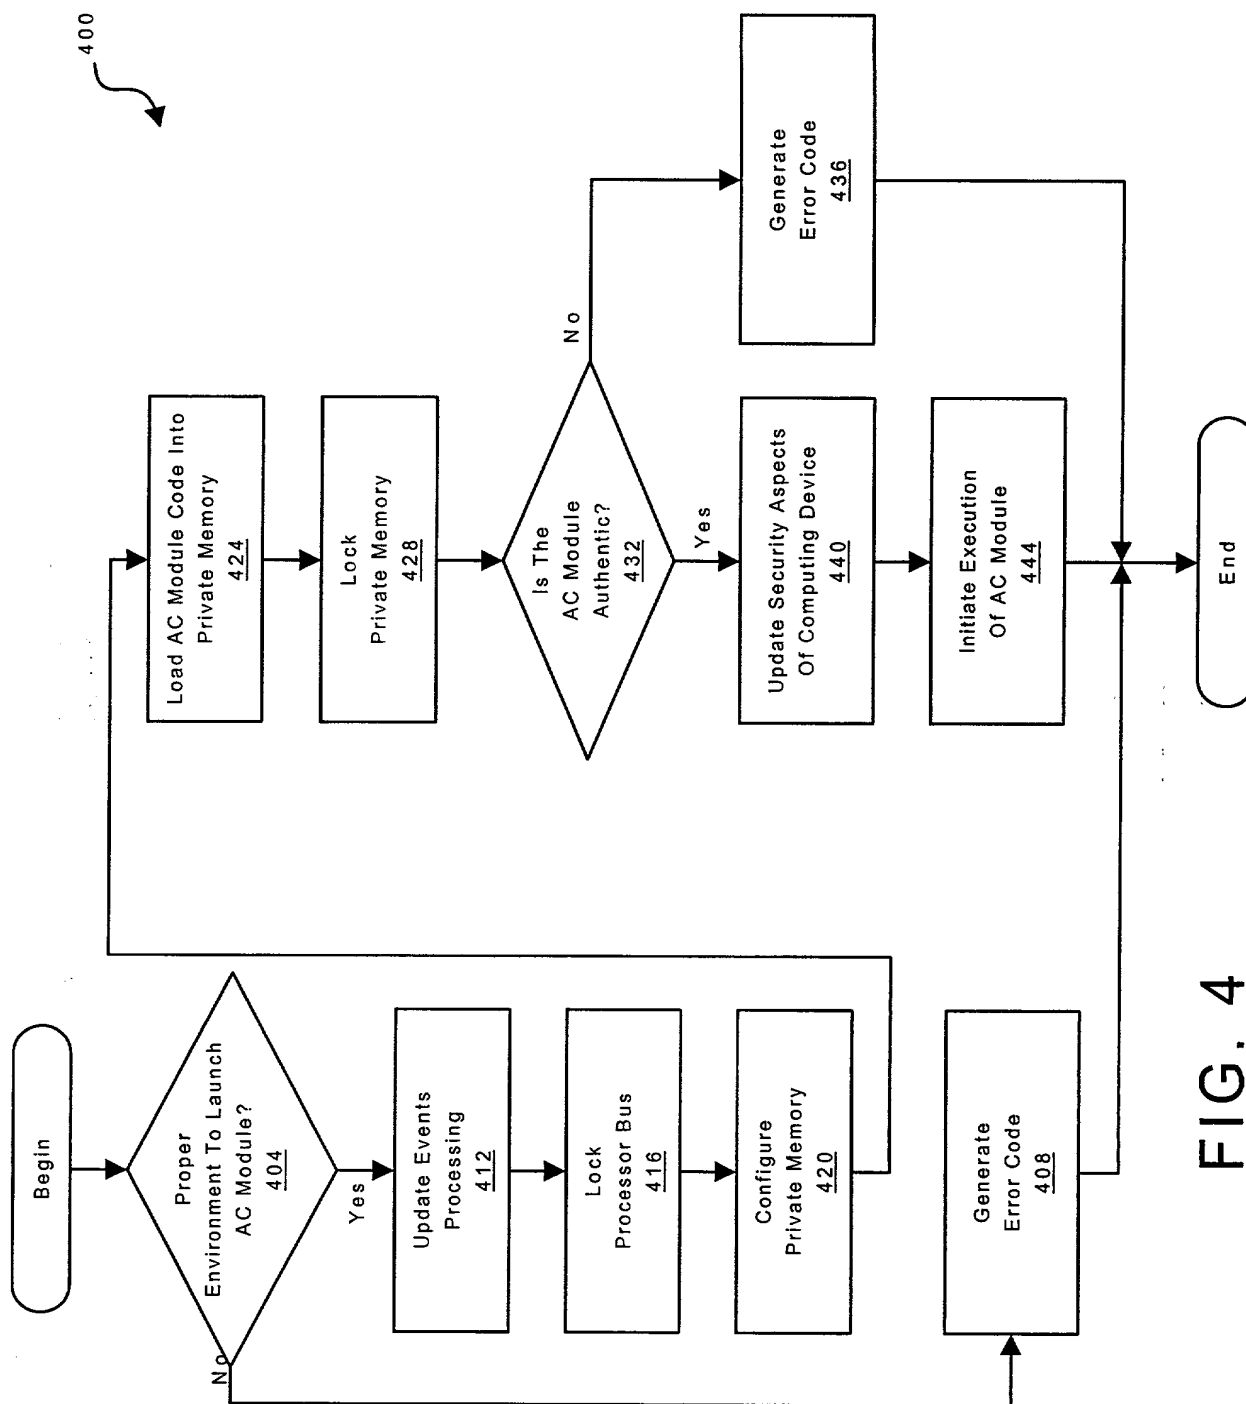 400
Begin
Proper
Environment To Launch
AC Module?
404
No
Yes
Update Events
Processing
412
Lock
Processor Bus
416
Configure
Private Memory
420
Generate
Error Code
408
Load AC Module Code Into
Private Memory
424
Lock
Private Memory
428
Is The
AC Module
Authentic?
432
No
Yes
Generate
Error Code
436
Update Security Aspects
Of Computing Device
440
Initiate Execution
Of AC Module
444
End
FIG. 4